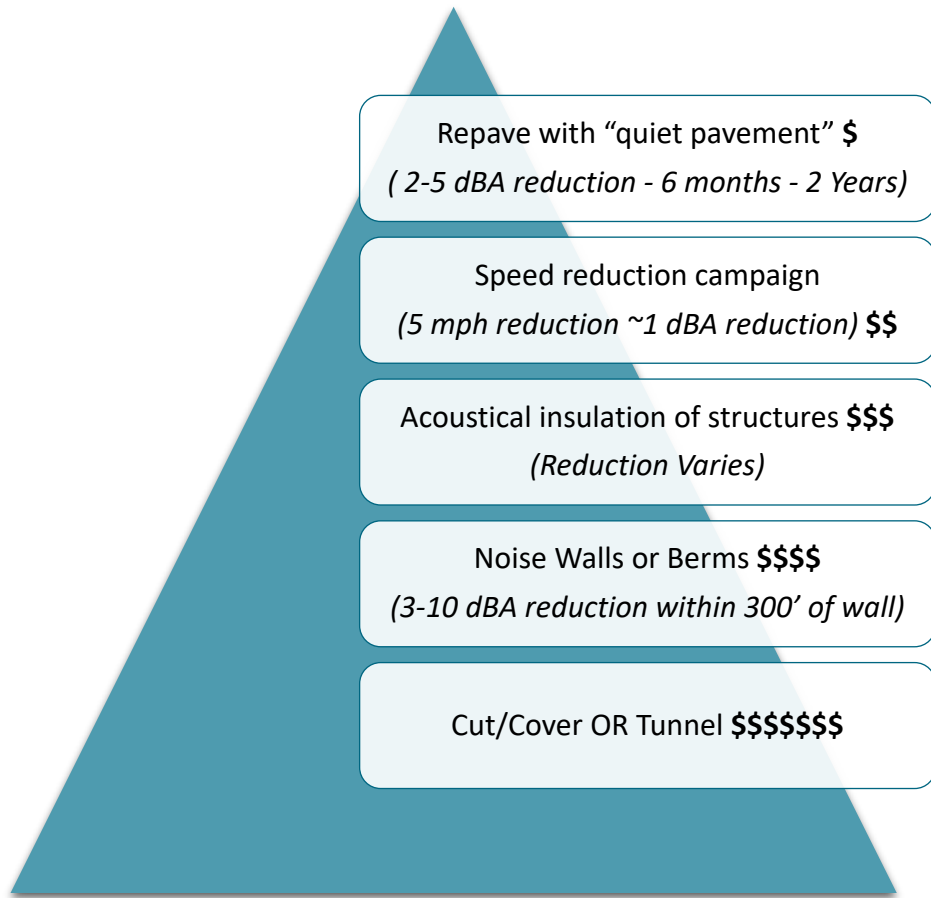 Repave with “quiet pavement” $
( 2-5 dBA reduction - 6 months - 2 Years)
Speed reduction campaign
(5 mph reduction ~1 dBA reduction) $$
Acoustical insulation of structures $$$
(Reduction Varies)
Noise Walls or Berms $$$$
(3-10 dBA reduction within 300’ of wall)
Cut/Cover OR Tunnel $$$$$$$